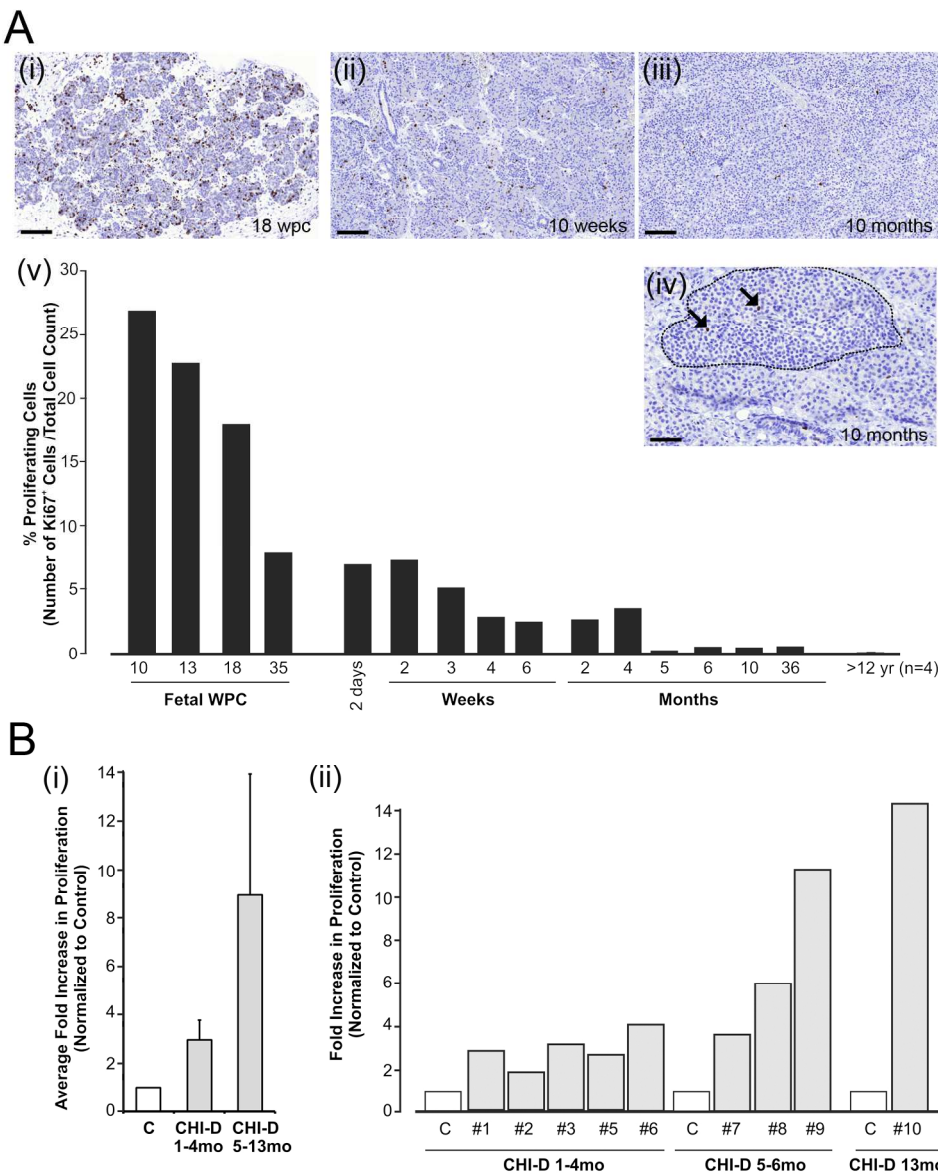 A
(i)
18 wpc
(ii)
10 weeks
(iii)
10 months
(iv)
10 months
(v)
% Proliferating Cells
(Number of Ki67⁺ Cells /Total Cell Count)
30
25
20
15
10
5
0
10 13 18 35 2 days 2 3 4 6 2 4 5 6 10 36 >12 yr (n=4)
Fetal WPC Weeks Months
B
(i)
Average Fold Increase in Proliferation
(Normalized to Control)
14
12
10
8
6
4
2
0
C CHI-D CHI-D
1-4mo 5-13mo
(ii)
Fold Increase in Proliferation
(Normalized to Control)
14
12
10
8
6
4
2
0
C #1 #2 #3 #5 #6 C #7 #8 #9 C #10
CHI-D 1-4mo CHI-D 5-6mo CHI-D 13mo